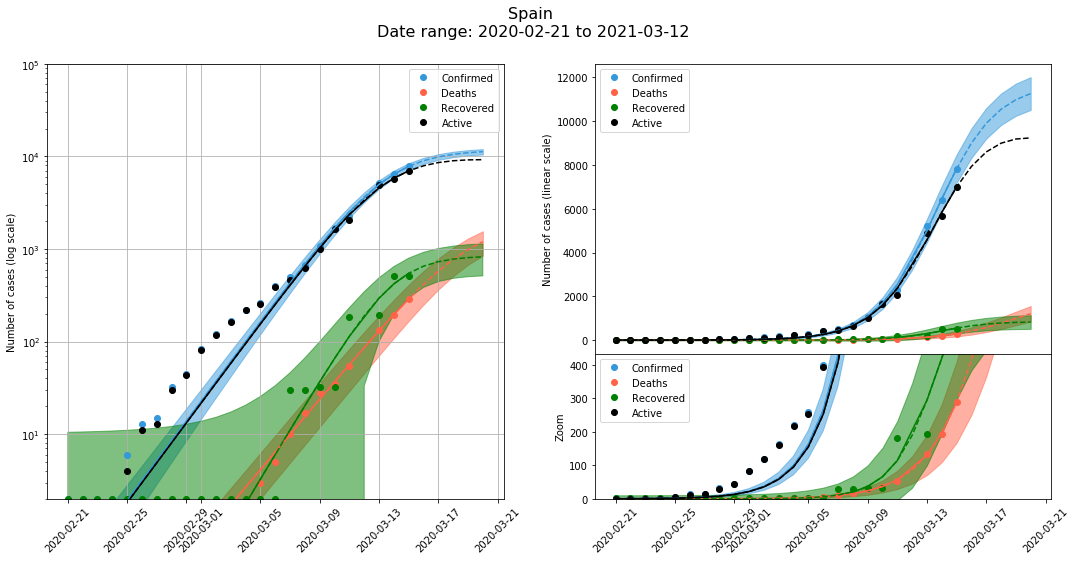 Spain
Date range: 2020-02-21 to 2021-03-12
Number of cases (log scale)
10^5
10^4
10^3
10^2
10^1
Confirmed
Deaths
Recovered
Active
2020-02-21
2020-02-25
2020-02-29
2020-03-01
2020-03-05
2020-03-09
2020-03-13
2020-03-17
2020-03-21
Number of cases (linear scale)
12000
10000
8000
6000
4000
2000
0
Confirmed
Deaths
Recovered
Active
Zoom
400
300
200
100
0
Confirmed
Deaths
Recovered
Active
2020-02-21
2020-02-25
2020-02-29
2020-03-01
2020-03-05
2020-03-09
2020-03-13
2020-03-17
2020-03-21